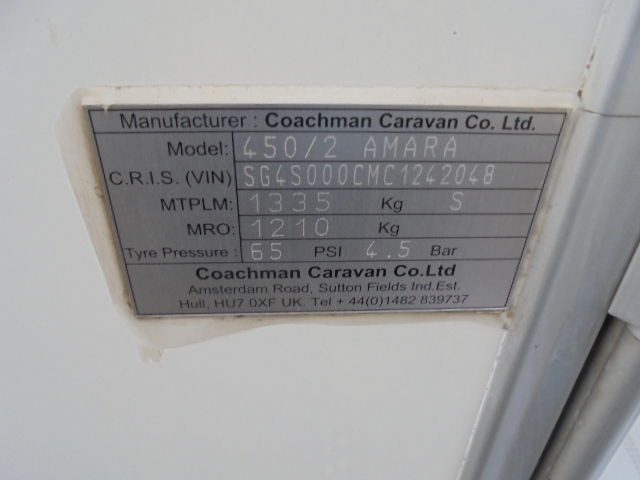 Manufacturer : Coachman Caravan Co. Ltd.
Model: 450/2 AMARA
C.R.I.S. (VIN) SG4S000CMC1242048
MTPLM: 1335 Kg S
MRO: 1210 Kg
Tyre Pressure : 65 PSI 4.5 Bar
Coachman Caravan Co.Ltd
Amsterdam Road, Sutton Fields Ind.Est.
Hull, HU7 0XF UK. Tel + 44(0)1482 839737